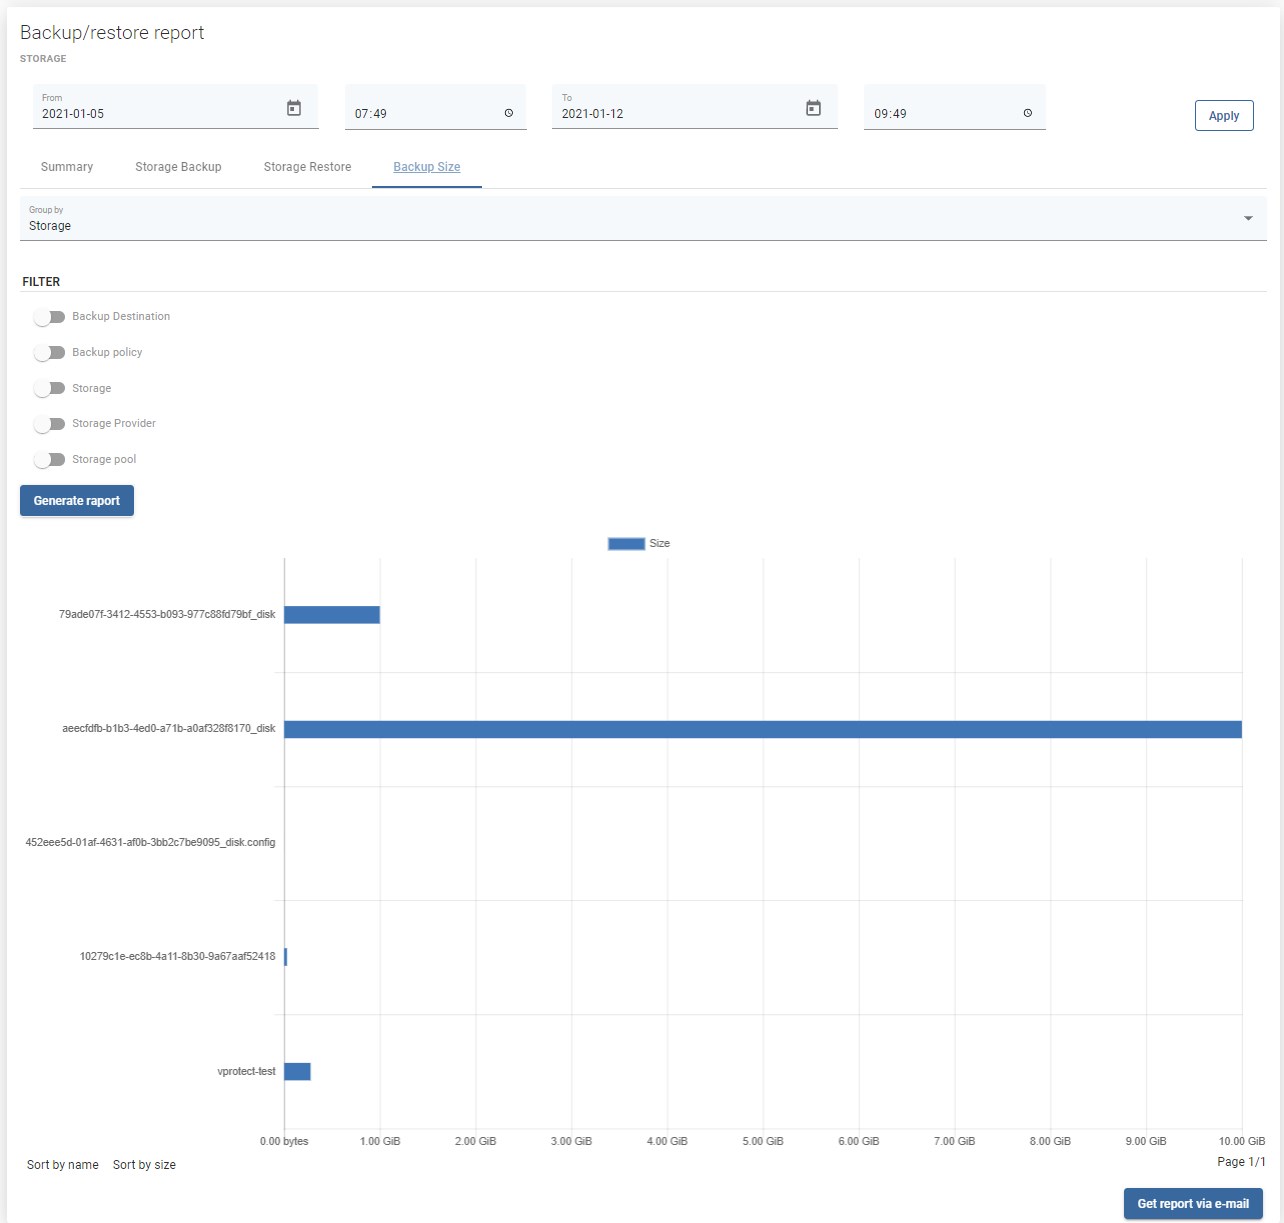 Backup/restore report
STORAGE
From
2021-01-05
07:49
To
2021-01-12
09:49
Apply
Summary Storage Backup Storage Restore Backup Size
Group by
Storage
FILTER
Backup Destination
Backup policy
Storage
Storage Provider
Storage pool
Generate raport
Size
79ade07f-3412-4553-b093-977c88fd79bf_disk
aeecfdfb-b1b3-4ed0-a71b-a0af328f8170_disk
452eee5d-01af-4631-af0b-3bb2c7be9095_disk.config
10279c1e-ec8b-4a11-8b30-9a67aaf52418
vprotect-test
0.00 bytes 1.00 GiB 2.00 GiB 3.00 GiB 4.00 GiB 5.00 GiB 6.00 GiB 7.00 GiB 8.00 GiB 9.00 GiB 10.00 GiB
Sort by name Sort by size Page 1/1
Get report via e-mail